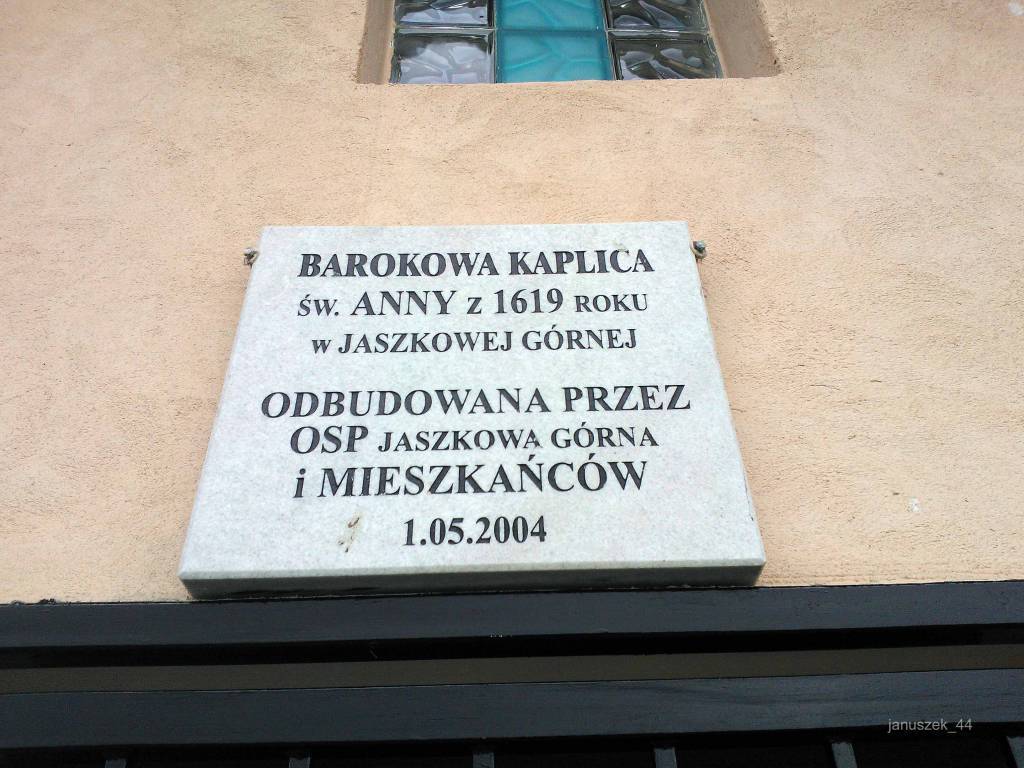 BAROKOWA KAPLICA
ŚW. ANNY z 1619 ROKU
w JASZKOWEJ GÓRNEJ
ODBUDOWANA PRZEZ
OSP JASZKOWA GÓRNA
i MIESZKAŃCÓW
1.05.2004
januszek_44